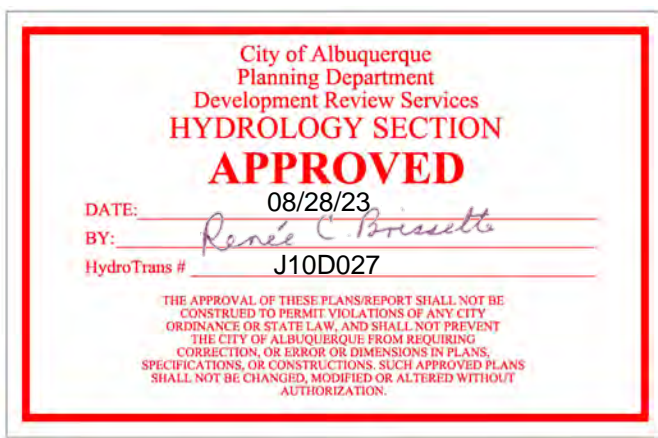 City of Albuquerque
Planning Department
Development Review Services
HYDROLOGY SECTION
APPROVED
DATE: 08/28/23
BY: Renée C. Brissette
HydroTrans # J10D027
THE APPROVAL OF THESE PLANS/REPORT SHALL NOT BE
CONSTRUED TO PERMIT VIOLATIONS OF ANY CITY
ORDINANCE OR STATE LAW, AND SHALL NOT PREVENT
THE CITY OF ALBUQUERQUE FROM REQUIRING
CORRECTION, OR ERROR OR DIMENSIONS IN PLANS,
SPECIFICATIONS, OR CONSTRUCTIONS. SUCH APPROVED PLANS
SHALL NOT BE CHANGED, MODIFIED OR ALTERED WITHOUT
AUTHORIZATION.